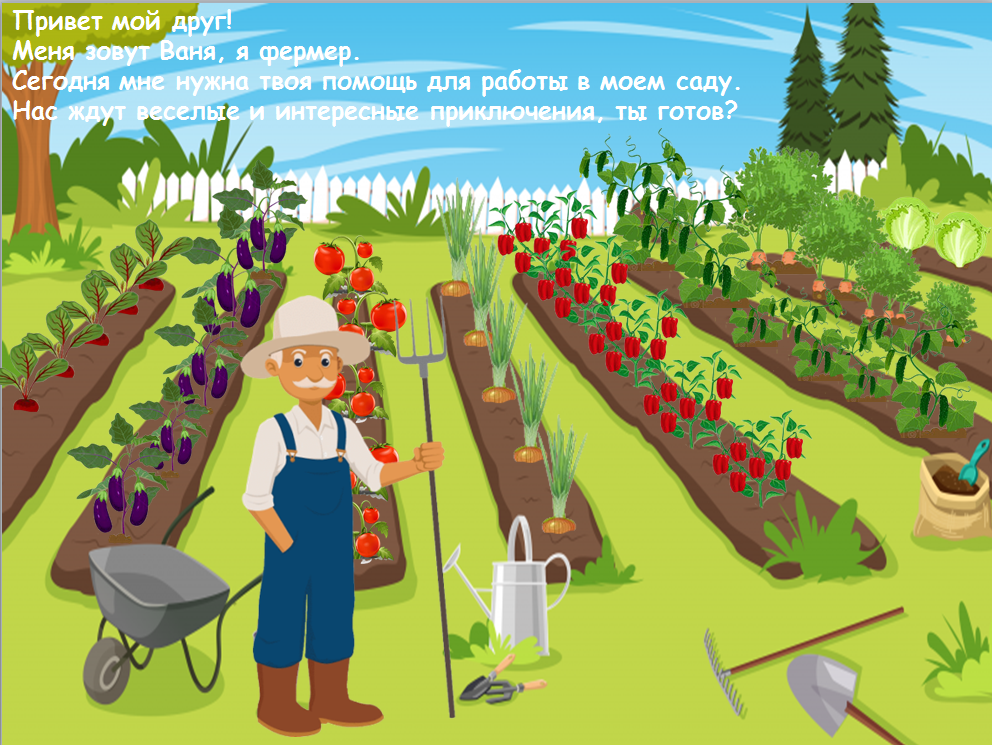 Привет мой друг!
Меня зовут Ваня, я фермер.
Сегодня мне нужна твоя помощь для работы в моем саду.
Нас ждут веселые и интересные приключения, ты готов?